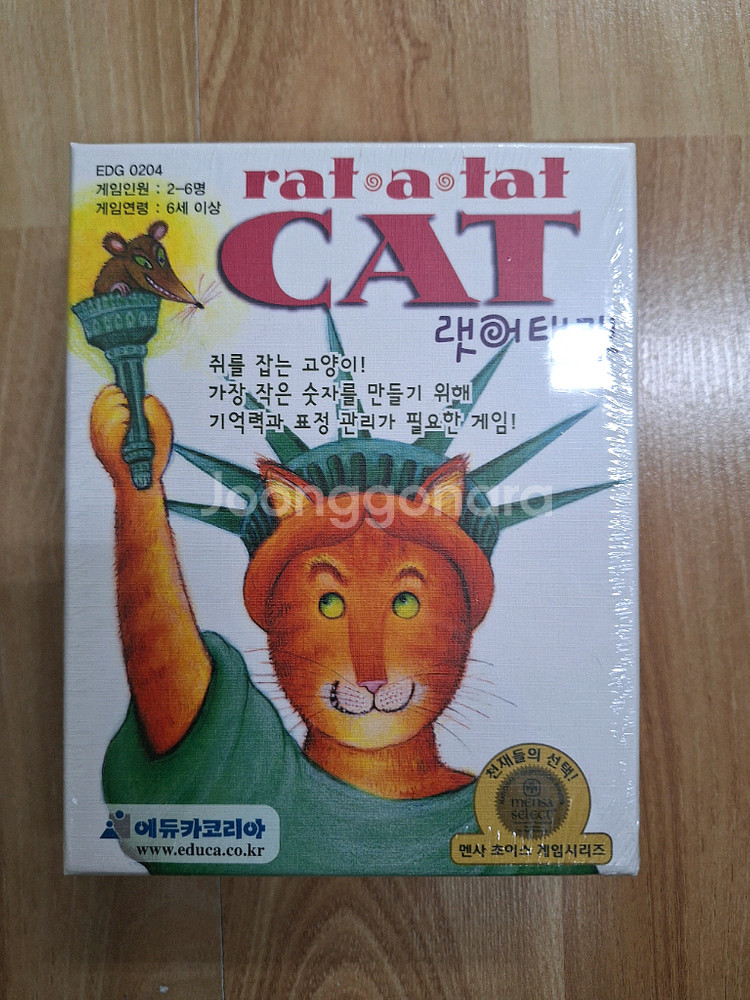 EDG 0204
게임인원 : 2-6명
게임연령 : 6세 이상
rat•a•tat
CAT
랫어태
쥐를 잡는 고양이!
가장 작은 숫자를 만들기 위해
기억력과 표정 관리가 필요한 게임!
Joonggonara
천재들의 선택!
mensa
select
멘사 초이스 게임시리즈
에듀카코리아
www.educa.co.kr